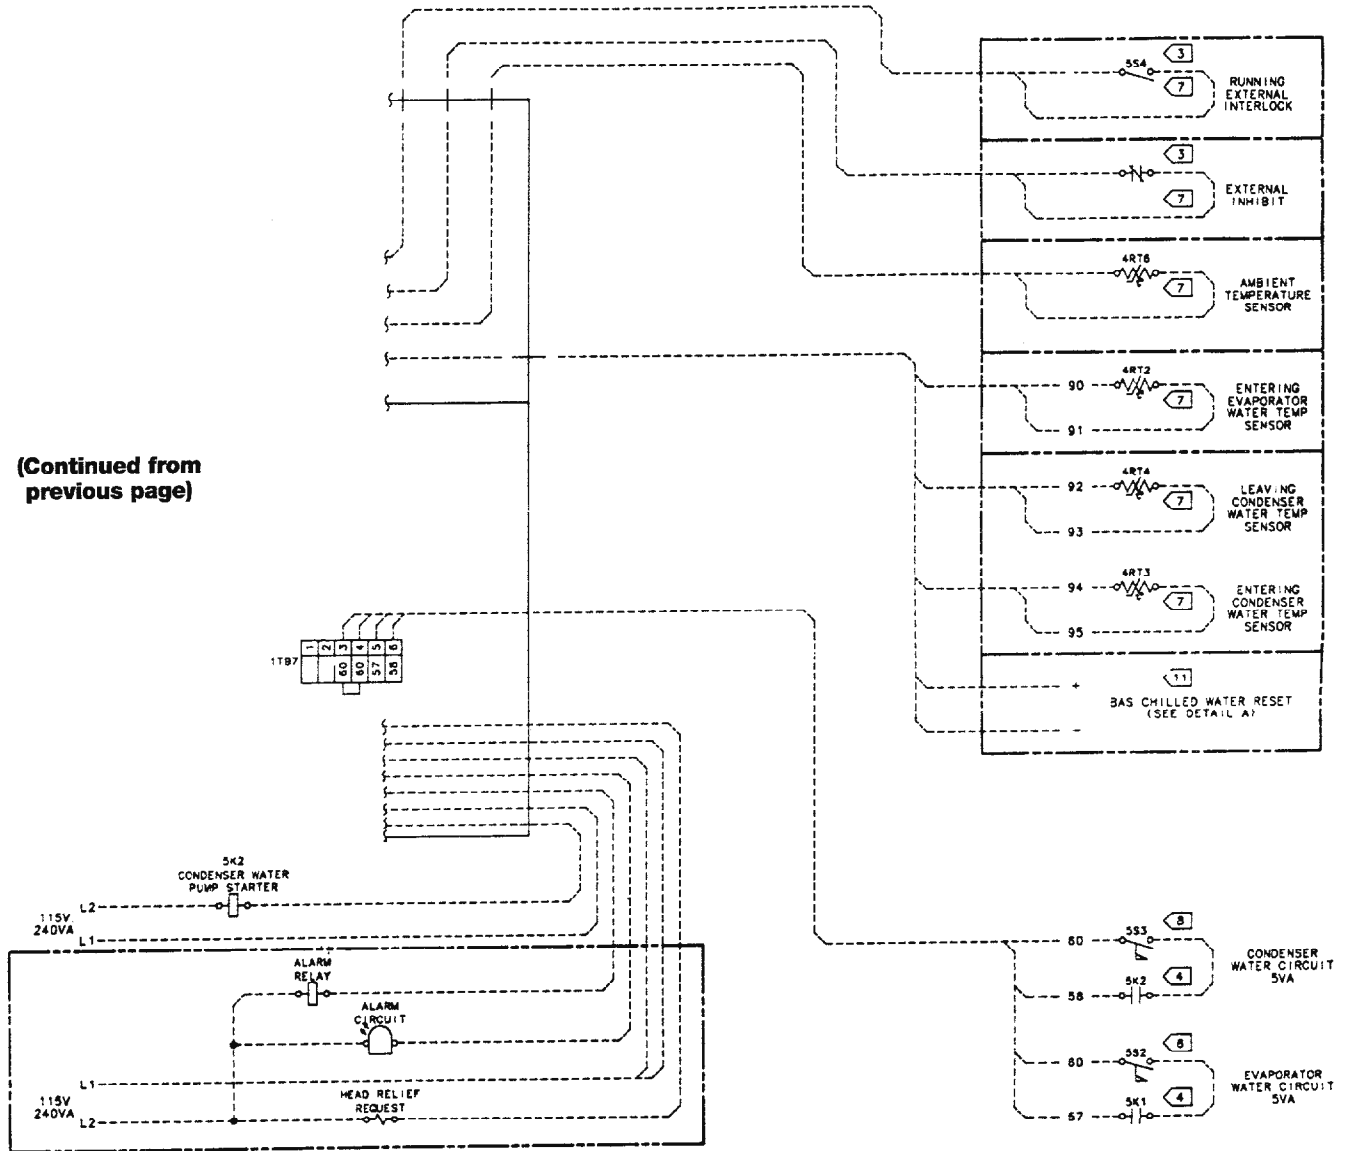 5S4
3
7
RUNNING
EXTERNAL
INTERLOCK
3
7
EXTERNAL
INHIBIT
4RT6
7
AMBIENT
TEMPERATURE
SENSOR
90
4RT2
7
91
ENTERING
EVAPORATOR
WATER TEMP
SENSOR
(Continued from
previous page)
92
4RT4
7
93
LEAVING
CONDENSER
WATER TEMP
SENSOR
94
4RT3
7
95
ENTERING
CONDENSER
WATER TEMP
SENSOR
1TB7
1 2 3 4 5 6
60 60 57 58
+
11
BAS CHILLED WATER RESET
(SEE DETAIL A)
-
5K2
CONDENSER WATER
PUMP STARTER
L2
115V.
240VA
L1
ALARM
RELAY
ALARM
CIRCUIT
L1
115V
240VA
L2
HEAD RELIEF
REQUEST
60
5S3
8
58
5K2
4
CONDENSER
WATER CIRCUIT
5VA
60
5S2
57
5K1
4
EVAPORATOR
WATER CIRCUIT
5VA